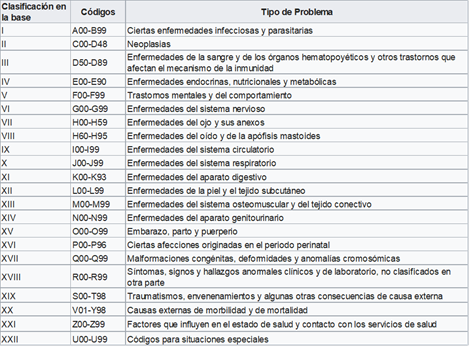 Clasificación en la base Códigos Tipo de Problema
I A00-B99 Ciertas enfermedades infecciosas y parasitarias
II C00-D48 Neoplasias
III D50-D89 Enfermedades de la sangre y de los órganos hematopoyéticos y otros trastornos que
afectan el mecanismo de la inmunidad
IV E00-E90 Enfermedades endocrinas, nutricionales y metabólicas
V F00-F99 Trastornos mentales y del comportamiento
VI G00-G99 Enfermedades del sistema nervioso
VII H00-H59 Enfermedades del ojo y sus anexos
VIII H60-H95 Enfermedades del oído y de la apófisis mastoides
IX I00-I99 Enfermedades del sistema circulatorio
X J00-J99 Enfermedades del sistema respiratorio
XI K00-K93 Enfermedades del aparato digestivo
XII L00-L99 Enfermedades de la piel y el tejido subcutáneo
XIII M00-M99 Enfermedades del sistema osteomuscular y del tejido conectivo
XIV N00-N99 Enfermedades del aparato genitourinario
XV O00-O99 Embarazo, parto y puerperio
XVI P00-P96 Ciertas afecciones originadas en el periodo perinatal
XVII Q00-Q99 Malformaciones congénitas, deformidades y anomalías cromosómicas
XVIII R00-R99 Síntomas, signos y hallazgos anormales clínicos y de laboratorio, no clasificados en
otra parte
XIX S00-T98 Traumatismos, envenenamientos y algunas otras consecuencias de causa externa
XX V01-Y98 Causas externas de morbilidad y de mortalidad
XXI Z00-Z99 Factores que influyen en el estado de salud y contacto con los servicios de salud
XXII U00-U99 Códigos para situaciones especiales